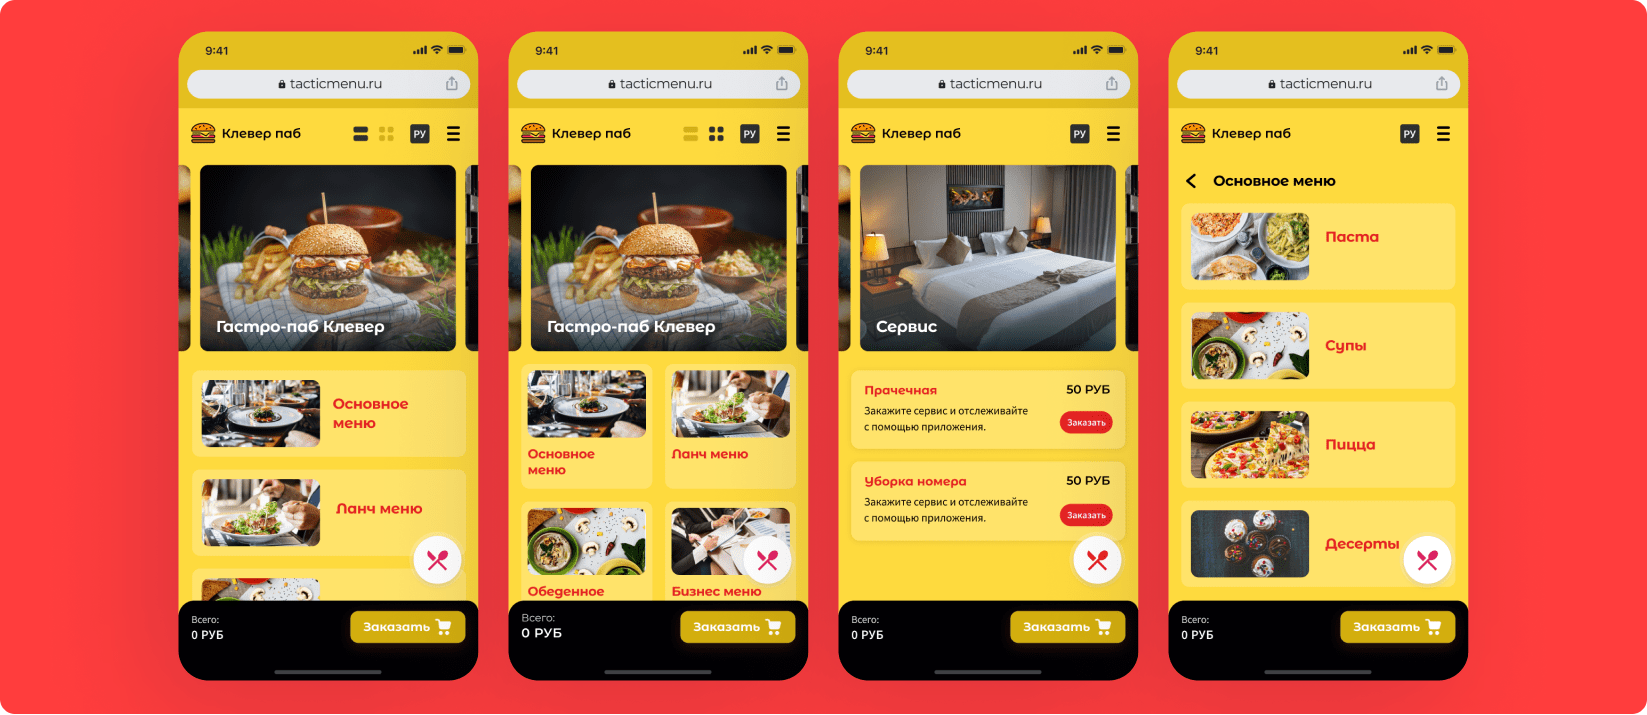 9:41
tacticmenu.ru
Клевер паб
РУ
Гастро-паб Клевер
Основное
меню
Ланч меню
Всего:
0 РУБ
Заказать
9:41
tacticmenu.ru
Клевер паб
РУ
Гастро-паб Клевер
Основное
меню
Ланч меню
Обеденное
Бизнес меню
Всего:
0 РУБ
Заказать
9:41
tacticmenu.ru
Клевер паб
РУ
Сервис
Прачечная
50 РУБ
Закажите сервис и отслеживайте
с помощью приложения.
Заказать
Уборка номера
50 РУБ
Закажите сервис и отслеживайте
с помощью приложения.
Заказать
Всего:
0 РУБ
Заказать
9:41
tacticmenu.ru
Клевер паб
РУ
Основное меню
Паста
Супы
Пицца
Десерты
Всего:
0 РУБ
Заказать